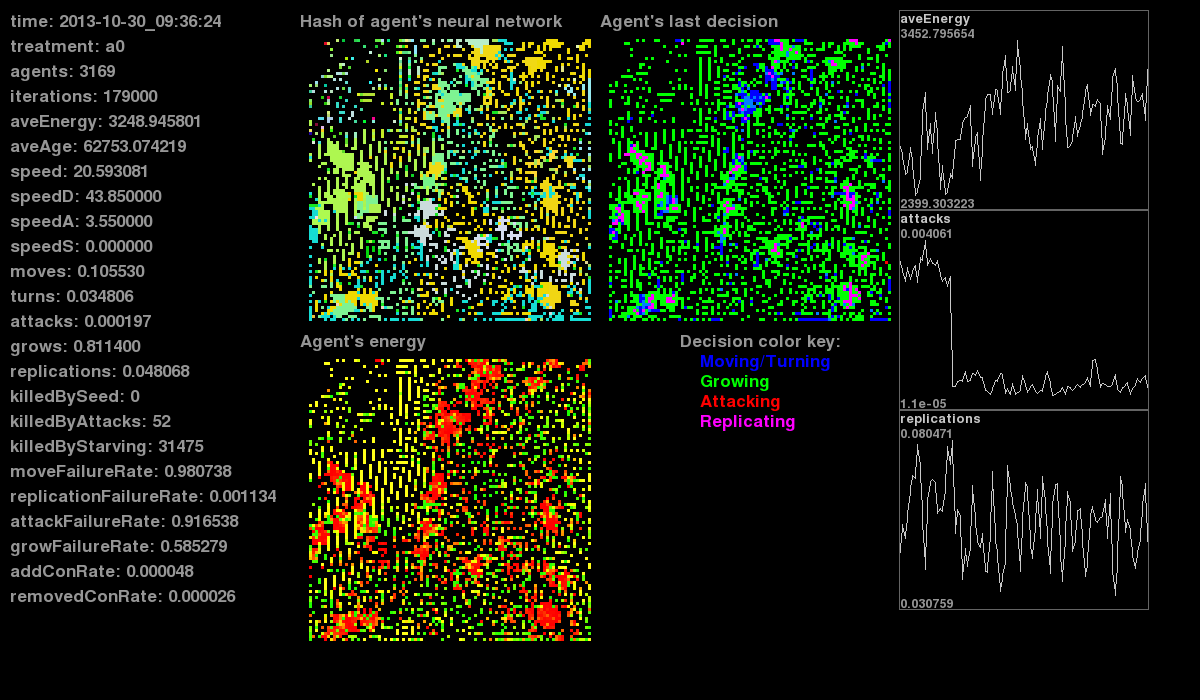 time: 2013-10-30_09:36:24
treatment: a0
agents: 3169
iterations: 179000
aveEnergy: 3248.945801
aveAge: 62753.074219
speed: 20.593081
speedD: 43.850000
speedA: 3.550000
speedS: 0.000000
moves: 0.105530
turns: 0.034806
attacks: 0.000197
grows: 0.811400
replications: 0.048068
killedBySeed: 0
killedByAttacks: 52
killedByStarving: 31475
moveFailureRate: 0.980738
replicationFailureRate: 0.001134
attackFailureRate: 0.916538
growFailureRate: 0.585279
addConRate: 0.000048
removedConRate: 0.000026
Hash of agent's neural network
Agent's last decision
Agent's energy
Decision color key:
Moving/Turning
Growing
Attacking
Replicating
aveEnergy
3452.795654
2399.303223
attacks
0.004061
1.1e-05
replications
0.080471
0.030759